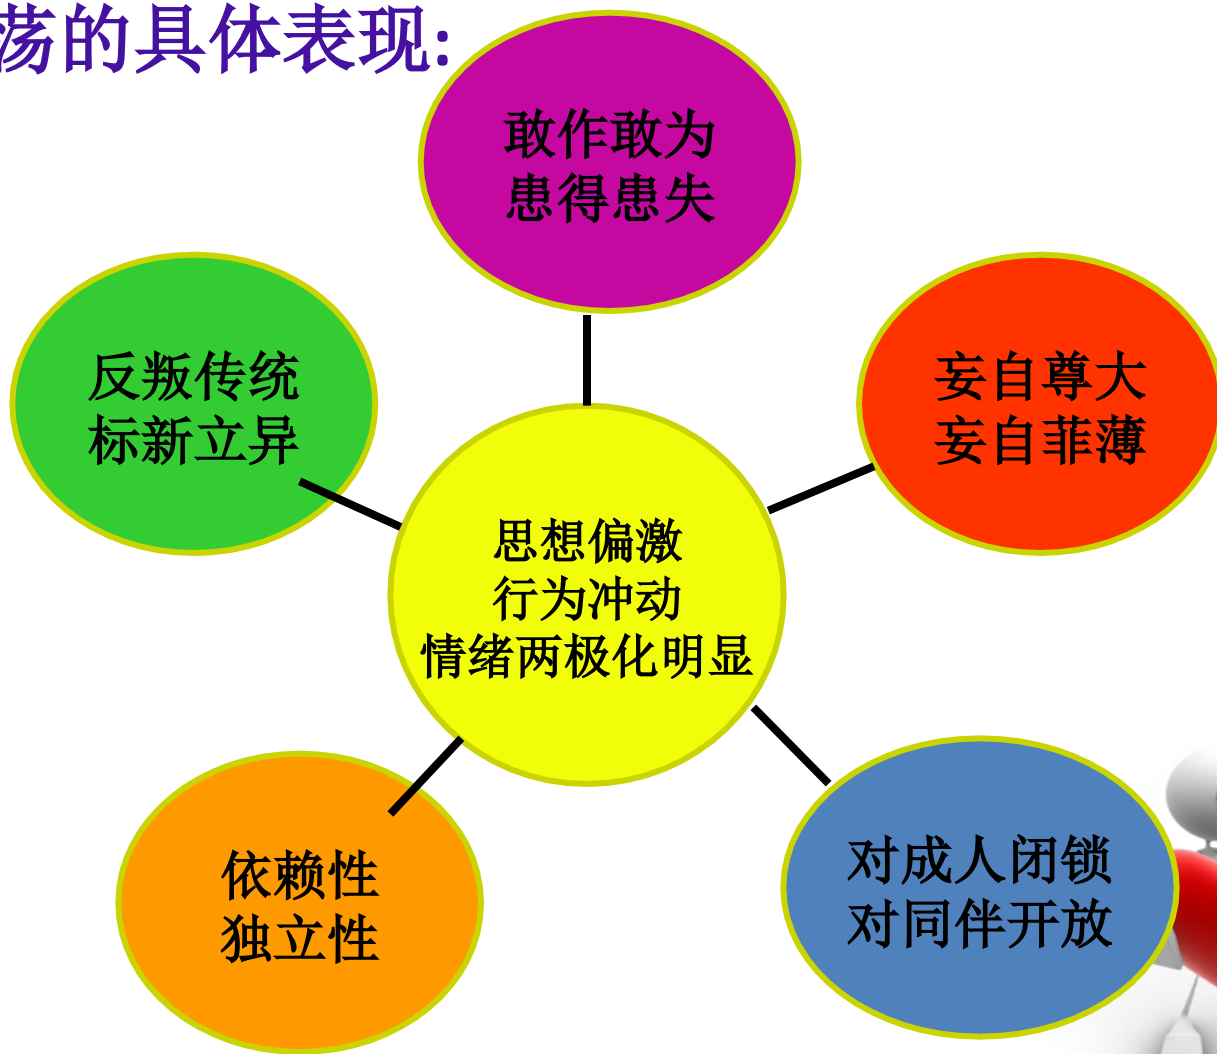 荡的具体表现:
敢作敢为
患得患失
反叛传统
标新立异
妄自尊大
妄自菲薄
思想偏激
行为冲动
情绪两极化明显
依赖性
独立性
对成人闭锁
对同伴开放